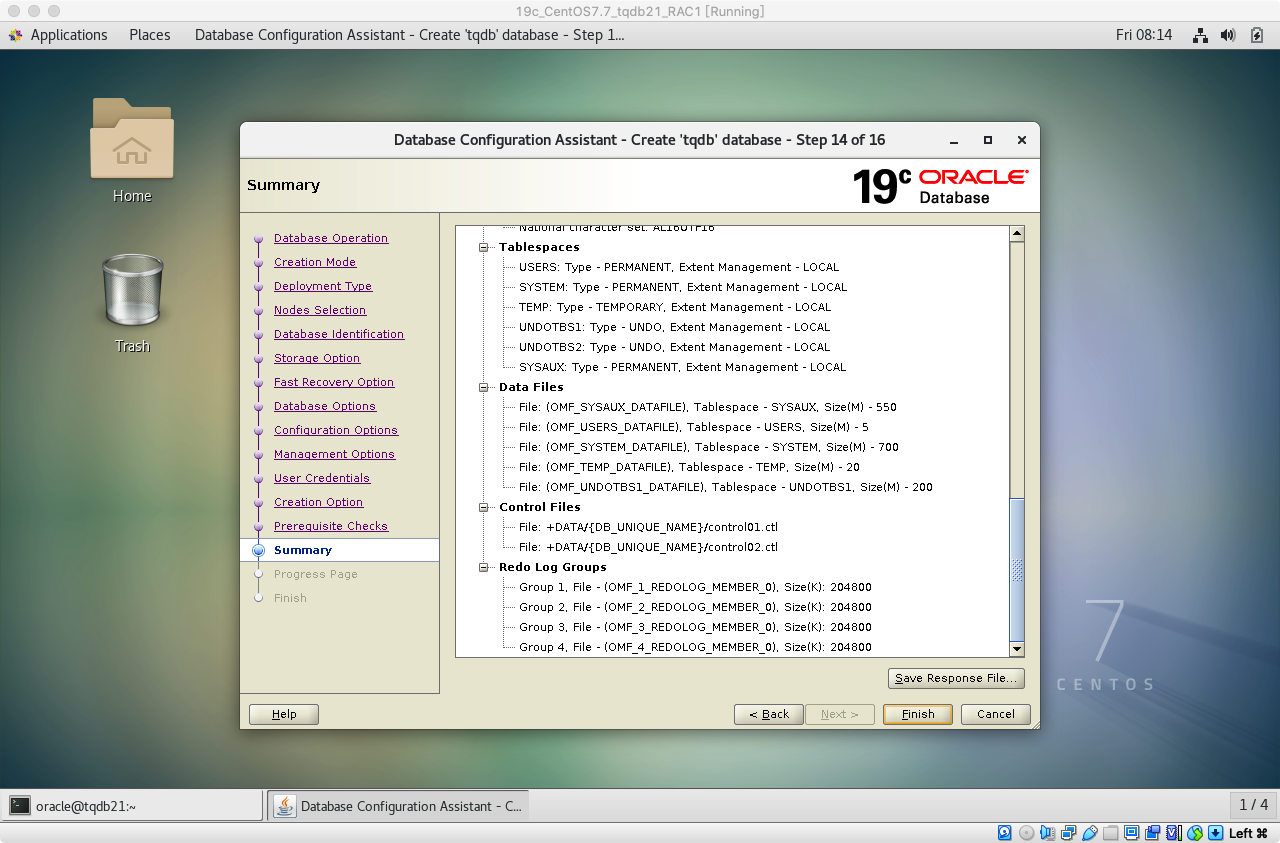 19c_CentOS7.7_tqdb21_RAC1 [Running]
Applications Places Database Configuration Assistant - Create 'tqdb' database - Step 1... Fri 08:14
Home
Trash
Database Configuration Assistant - Create 'tqdb' database - Step 14 of 16
Summary
19c ORACLE
Database
Database Operation
Creation Mode
Deployment Type
Nodes Selection
Database Identification
Storage Option
Fast Recovery Option
Database Options
Configuration Options
Management Options
User Credentials
Creation Option
Prerequisite Checks
Summary
Progress Page
Finish
National character set: AL16UTF16
Tablespaces
USERS: Type - PERMANENT, Extent Management - LOCAL
SYSTEM: Type - PERMANENT, Extent Management - LOCAL
TEMP: Type - TEMPORARY, Extent Management - LOCAL
UNDOTBS1: Type - UNDO, Extent Management - LOCAL
UNDOTBS2: Type - UNDO, Extent Management - LOCAL
SYSAUX: Type - PERMANENT, Extent Management - LOCAL
Data Files
File: (OMF_SYSAUX_DATAFILE), Tablespace - SYSAUX, Size(M) - 550
File: (OMF_USERS_DATAFILE), Tablespace - USERS, Size(M) - 5
File: (OMF_SYSTEM_DATAFILE), Tablespace - SYSTEM, Size(M) - 700
File: (OMF_TEMP_DATAFILE), Tablespace - TEMP, Size(M) - 20
File: (OMF_UNDOTBS1_DATAFILE), Tablespace - UNDOTBS1, Size(M) - 200
Control Files
File: +DATA/{DB_UNIQUE_NAME}/control01.ctl
File: +DATA/{DB_UNIQUE_NAME}/control02.ctl
Redo Log Groups
Group 1, File - (OMF_1_REDOLOG_MEMBER_0), Size(K): 204800
Group 2, File - (OMF_2_REDOLOG_MEMBER_0), Size(K): 204800
Group 3, File - (OMF_3_REDOLOG_MEMBER_0), Size(K): 204800
Group 4, File - (OMF_4_REDOLOG_MEMBER_0), Size(K): 204800
Save Response File...
Help < Back Next > Finish Cancel
7
CENTOS
oracle@tqdb21:~ Database Configuration Assistant - C... 1 / 4
Left ⌘